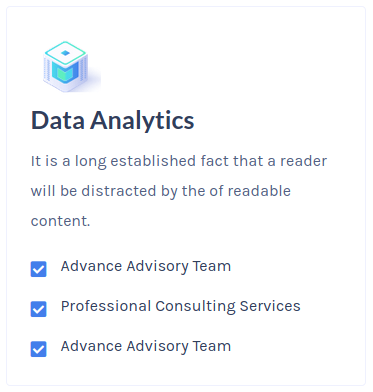 Data Analytics
It is a long established fact that a reader
will be distracted by the of readable
content.
Advance Advisory Team
Professional Consulting Services
Advance Advisory Team